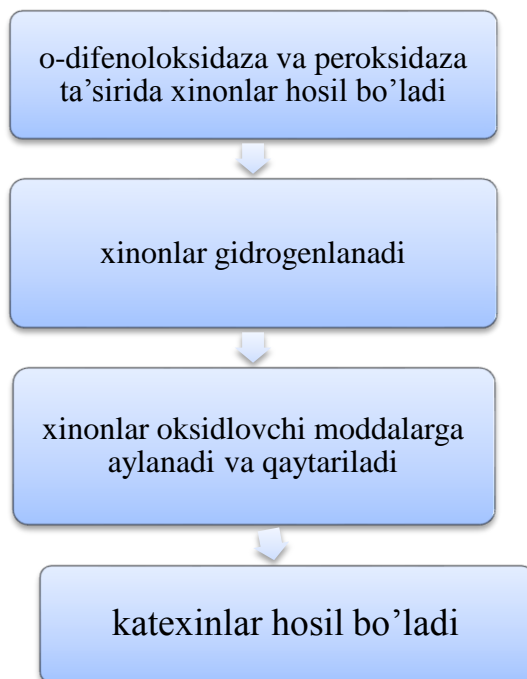 o-difenoloksidaza va peroksidaza
ta’sirida xinonlar hosil bo’ladi
xinonlar gidrogenlanadi
xinonlar oksidlovchi moddalarga
aylanadi va qaytariladi
katexinlar hosil bo’ladi